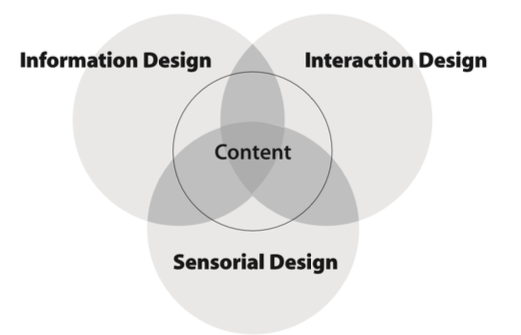 Information Design
Interaction Design
Content
Sensorial Design